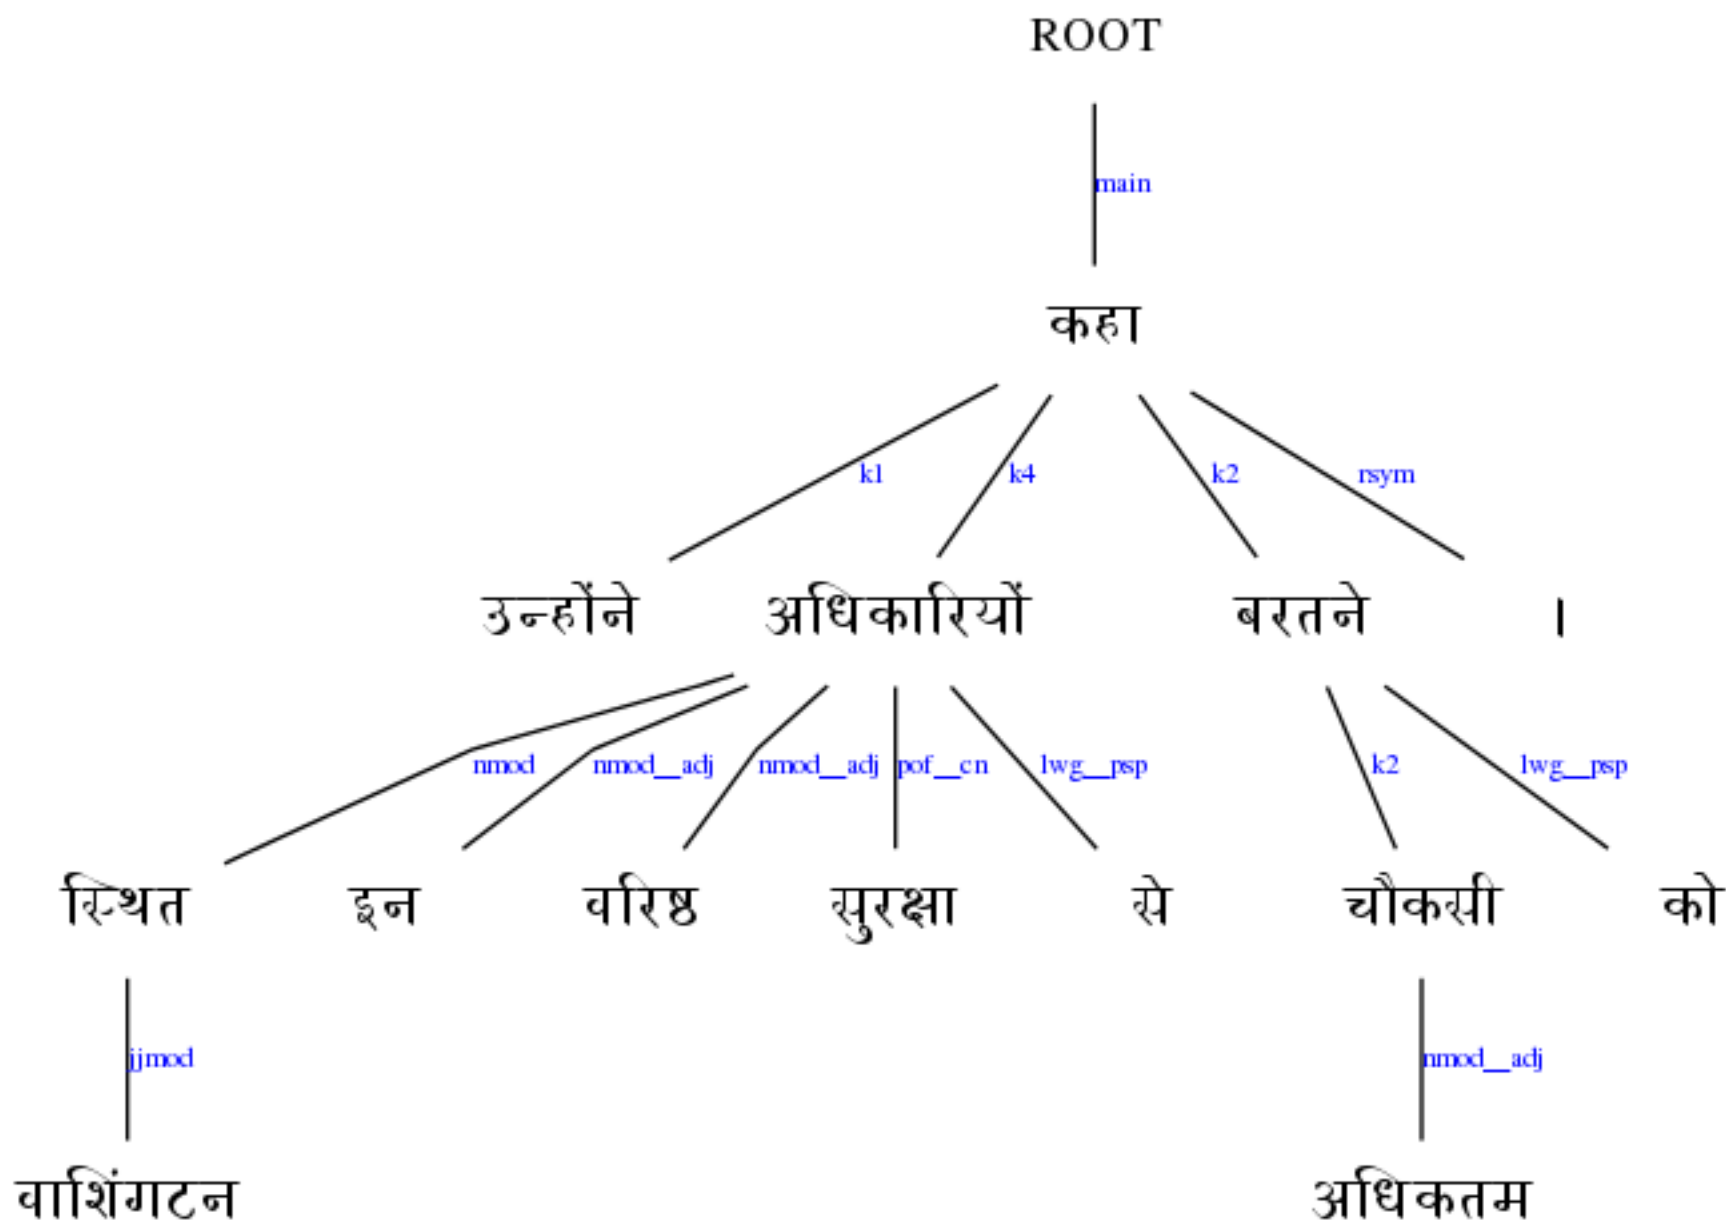 ROOT
main
कहा
k1 k4 k2 rsym
उन्होंने अधिकारियों बरतने ।
nmod nmod__adj nmod__adj pof__cn lwg__psp k2 lwg__psp
स्थित इन वरिष्ठ सुरक्षा से चौकसी को
jjmod nmod__adj
वाशिंगटन अधिकतम